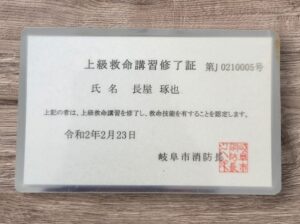 上級救命講習修了証 第J0210005号
氏名 長屋 琢也
上記の者は、上級救命講習を修了し、救命技能を有することを認定します。
令和2年2月23日
岐阜市消防長